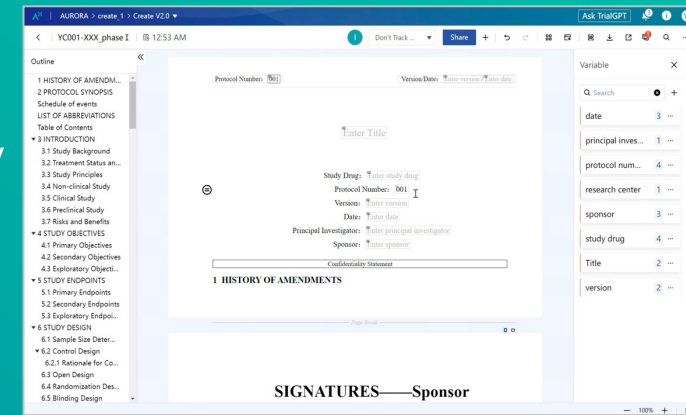 AURORA > create_1 > Create V2.0 ▼
Ask TrialGPT
< YC001-XXX_phase I 12:53 AM
I Don't Track ... ▼ Share +
Outline
1 HISTORY OF AMENDM...
2 PROTOCOL SYNOPSIS
Schedule of events
LIST OF ABBREVIATIONS
Table of Contents
3 INTRODUCTION
3.1 Study Background
3.2 Treatment Status an...
3.3 Study Principles
3.4 Non-clinical Study
3.5 Clinical Study
3.6 Preclinical Study
3.7 Risks and Benefits
4 STUDY OBJECTIVES
4.1 Primary Objectives
4.2 Secondary Objectives
4.3 Exploratory Objecti...
5 STUDY ENDPOINTS
5.1 Primary Endpoints
5.2 Secondary Endpoints
5.3 Exploratory Endpoi...
6 STUDY DESIGN
6.1 Sample Size Deter...
6.2 Control Design
6.2.1 Rationale for Co...
6.3 Open Design
6.4 Randomization Des...
6.5 Blinding Design
Protocol Number: 001 Version/Date: Enter version/Enter date
Enter Title
Study Drug: Enter study drug
Protocol Number: 001
Version: Enter version
Date: Enter date
Principal Investigator: Enter principal investigator
Sponsor: Enter sponsor
Confidentiality Statement
1 HISTORY OF AMENDMENTS
Page Break
SIGNATURES——Sponsor
Variable
Search
date 3 ...
principal inves... 1 ...
protocol num... 4 ...
research center 1 ...
sponsor 3 ...
study drug 4 ...
Title 2 ...
version 2 ...
— 100% +